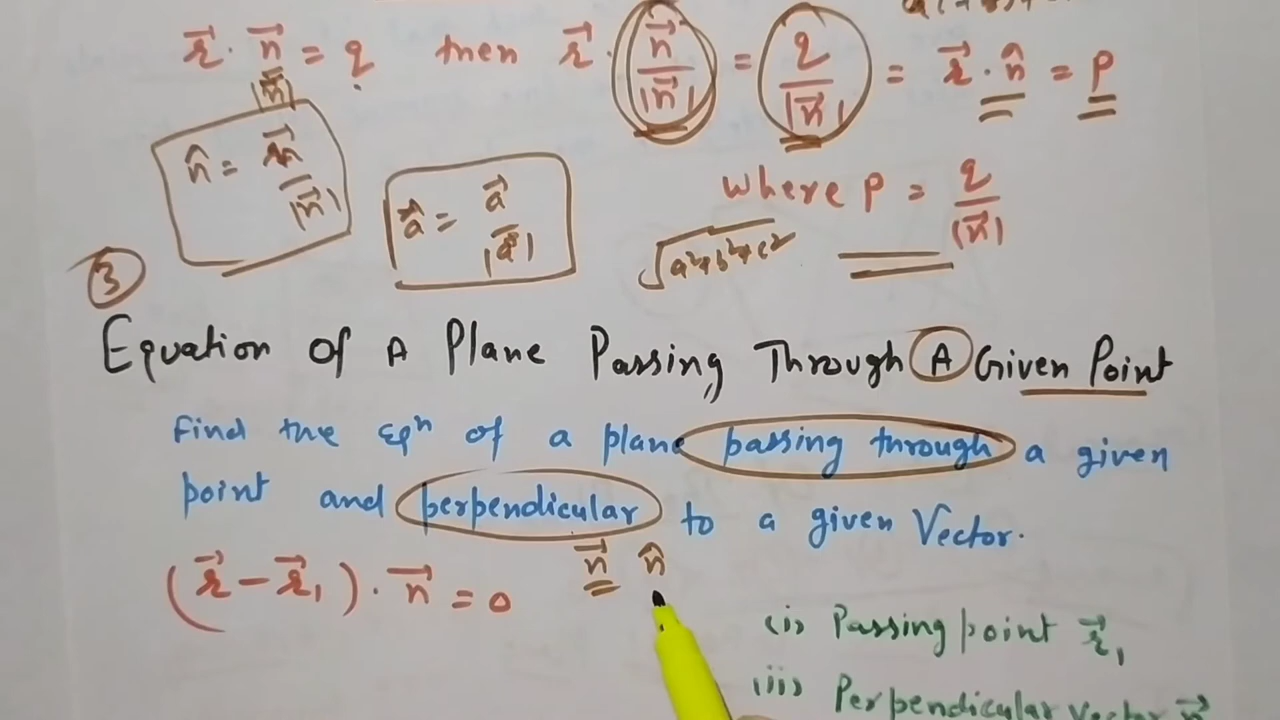 r⃗ · n⃗ = q then r⃗ · n⃗/|n⃗| = q/|n⃗| = r⃗ · n̂ = p
|n⃗|
n̂ = n⃗/|n⃗|
a⃗ = a⃗/|a⃗|
where p = q/|n⃗|
√a²+b²+c²
③
Equation Of A Plane Passing Through A Given Point
Find the eqⁿ of a plane passing through a given
point and perpendicular to a given Vector.
n⃗ n̂
(r⃗ − r⃗₁) · n⃗ = 0
(i) Passing point r⃗₁
(ii) Perpendicular vector n⃗